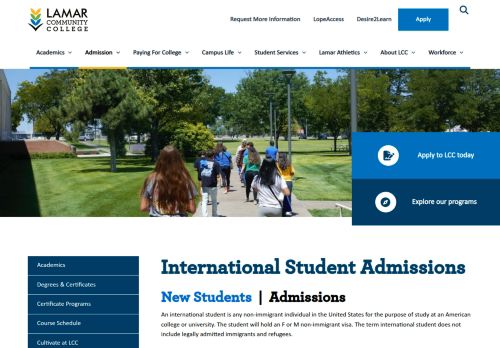 LAMAR
COMMUNITY
COLLEGE
Request More Information LopeAccess Desire2Learn Apply
Academics Admission Paying For College Campus Life Student Services Lamar Athletics About LCC Workforce
Apply to LCC today
Explore our programs
Academics
Degrees & Certificates
Certificate Programs
Course Schedule
Cultivate at LCC
International Student Admissions
New Students | Admissions
An international student is any non-immigrant individual in the United States for the purpose of study at an American
college or university. The student will hold an F or M non-immigrant visa. The term international student does not
include legally admitted immigrants and refugees.